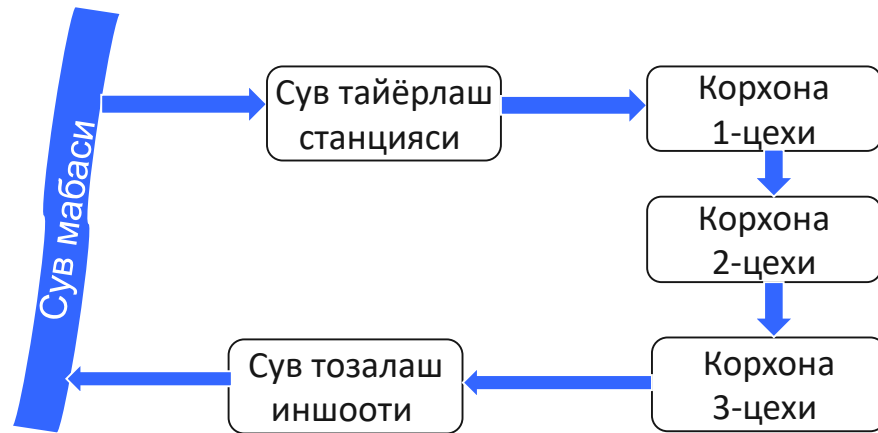 Сув мабаси
Сув тайёрлаш
станцияси
Корхона
1-цехи
Корхона
2-цехи
Корхона
3-цехи
Сув тозалаш
иншооти